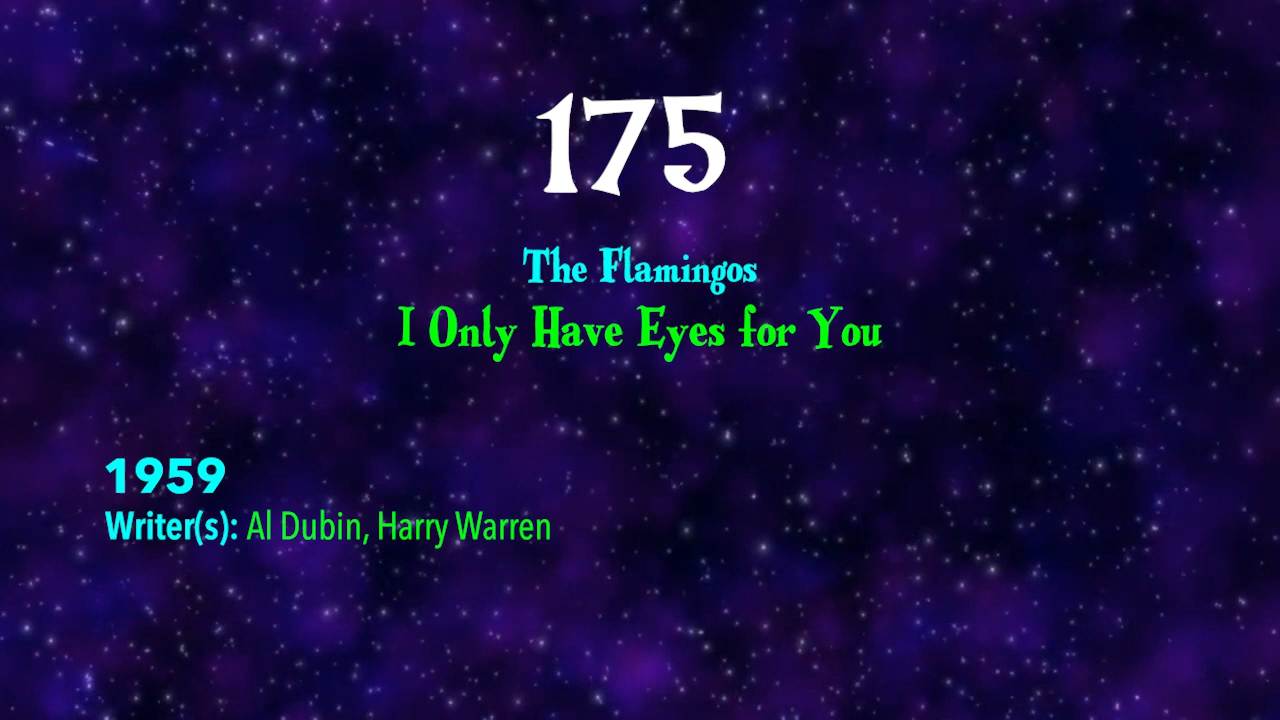 175
The Flamingos
I Only Have Eyes for You
1959
Writer(s): Al Dubin, Harry Warren